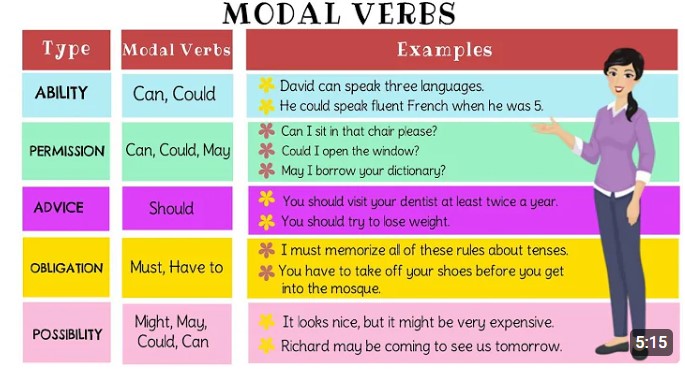 MODAL VERBS
Type Modal Verbs Examples
ABILITY Can, Could
David can speak three languages.
He could speak fluent French when he was 5.
PERMISSION Can, Could, May
Can I sit in that chair please?
Could I open the window?
May I borrow your dictionary?
ADVICE Should
You should visit your dentist at least twice a year.
You should try to lose weight.
OBLIGATION Must, Have to
I must memorize all of these rules about tenses.
You have to take off your shoes before you get
into the mosque.
POSSIBILITY
Might, May,
Could, Can
It looks nice, but it might be very expensive.
Richard may be coming to see us tomorrow.
5:15